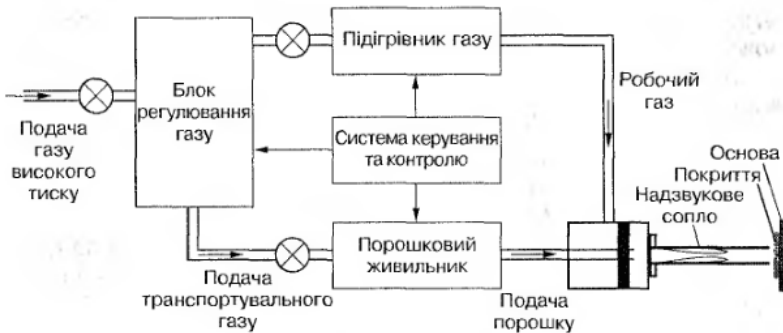 Підігрівник газу
Блок
регулювання
газу
Робочий
газ
Подача
газу
високого
тиску
Система керування
та контролю
Основа
Покриття
Надзвукове
сопло
Порошковий
живильник
Подача
транспортувального
газу
Подача
порошку